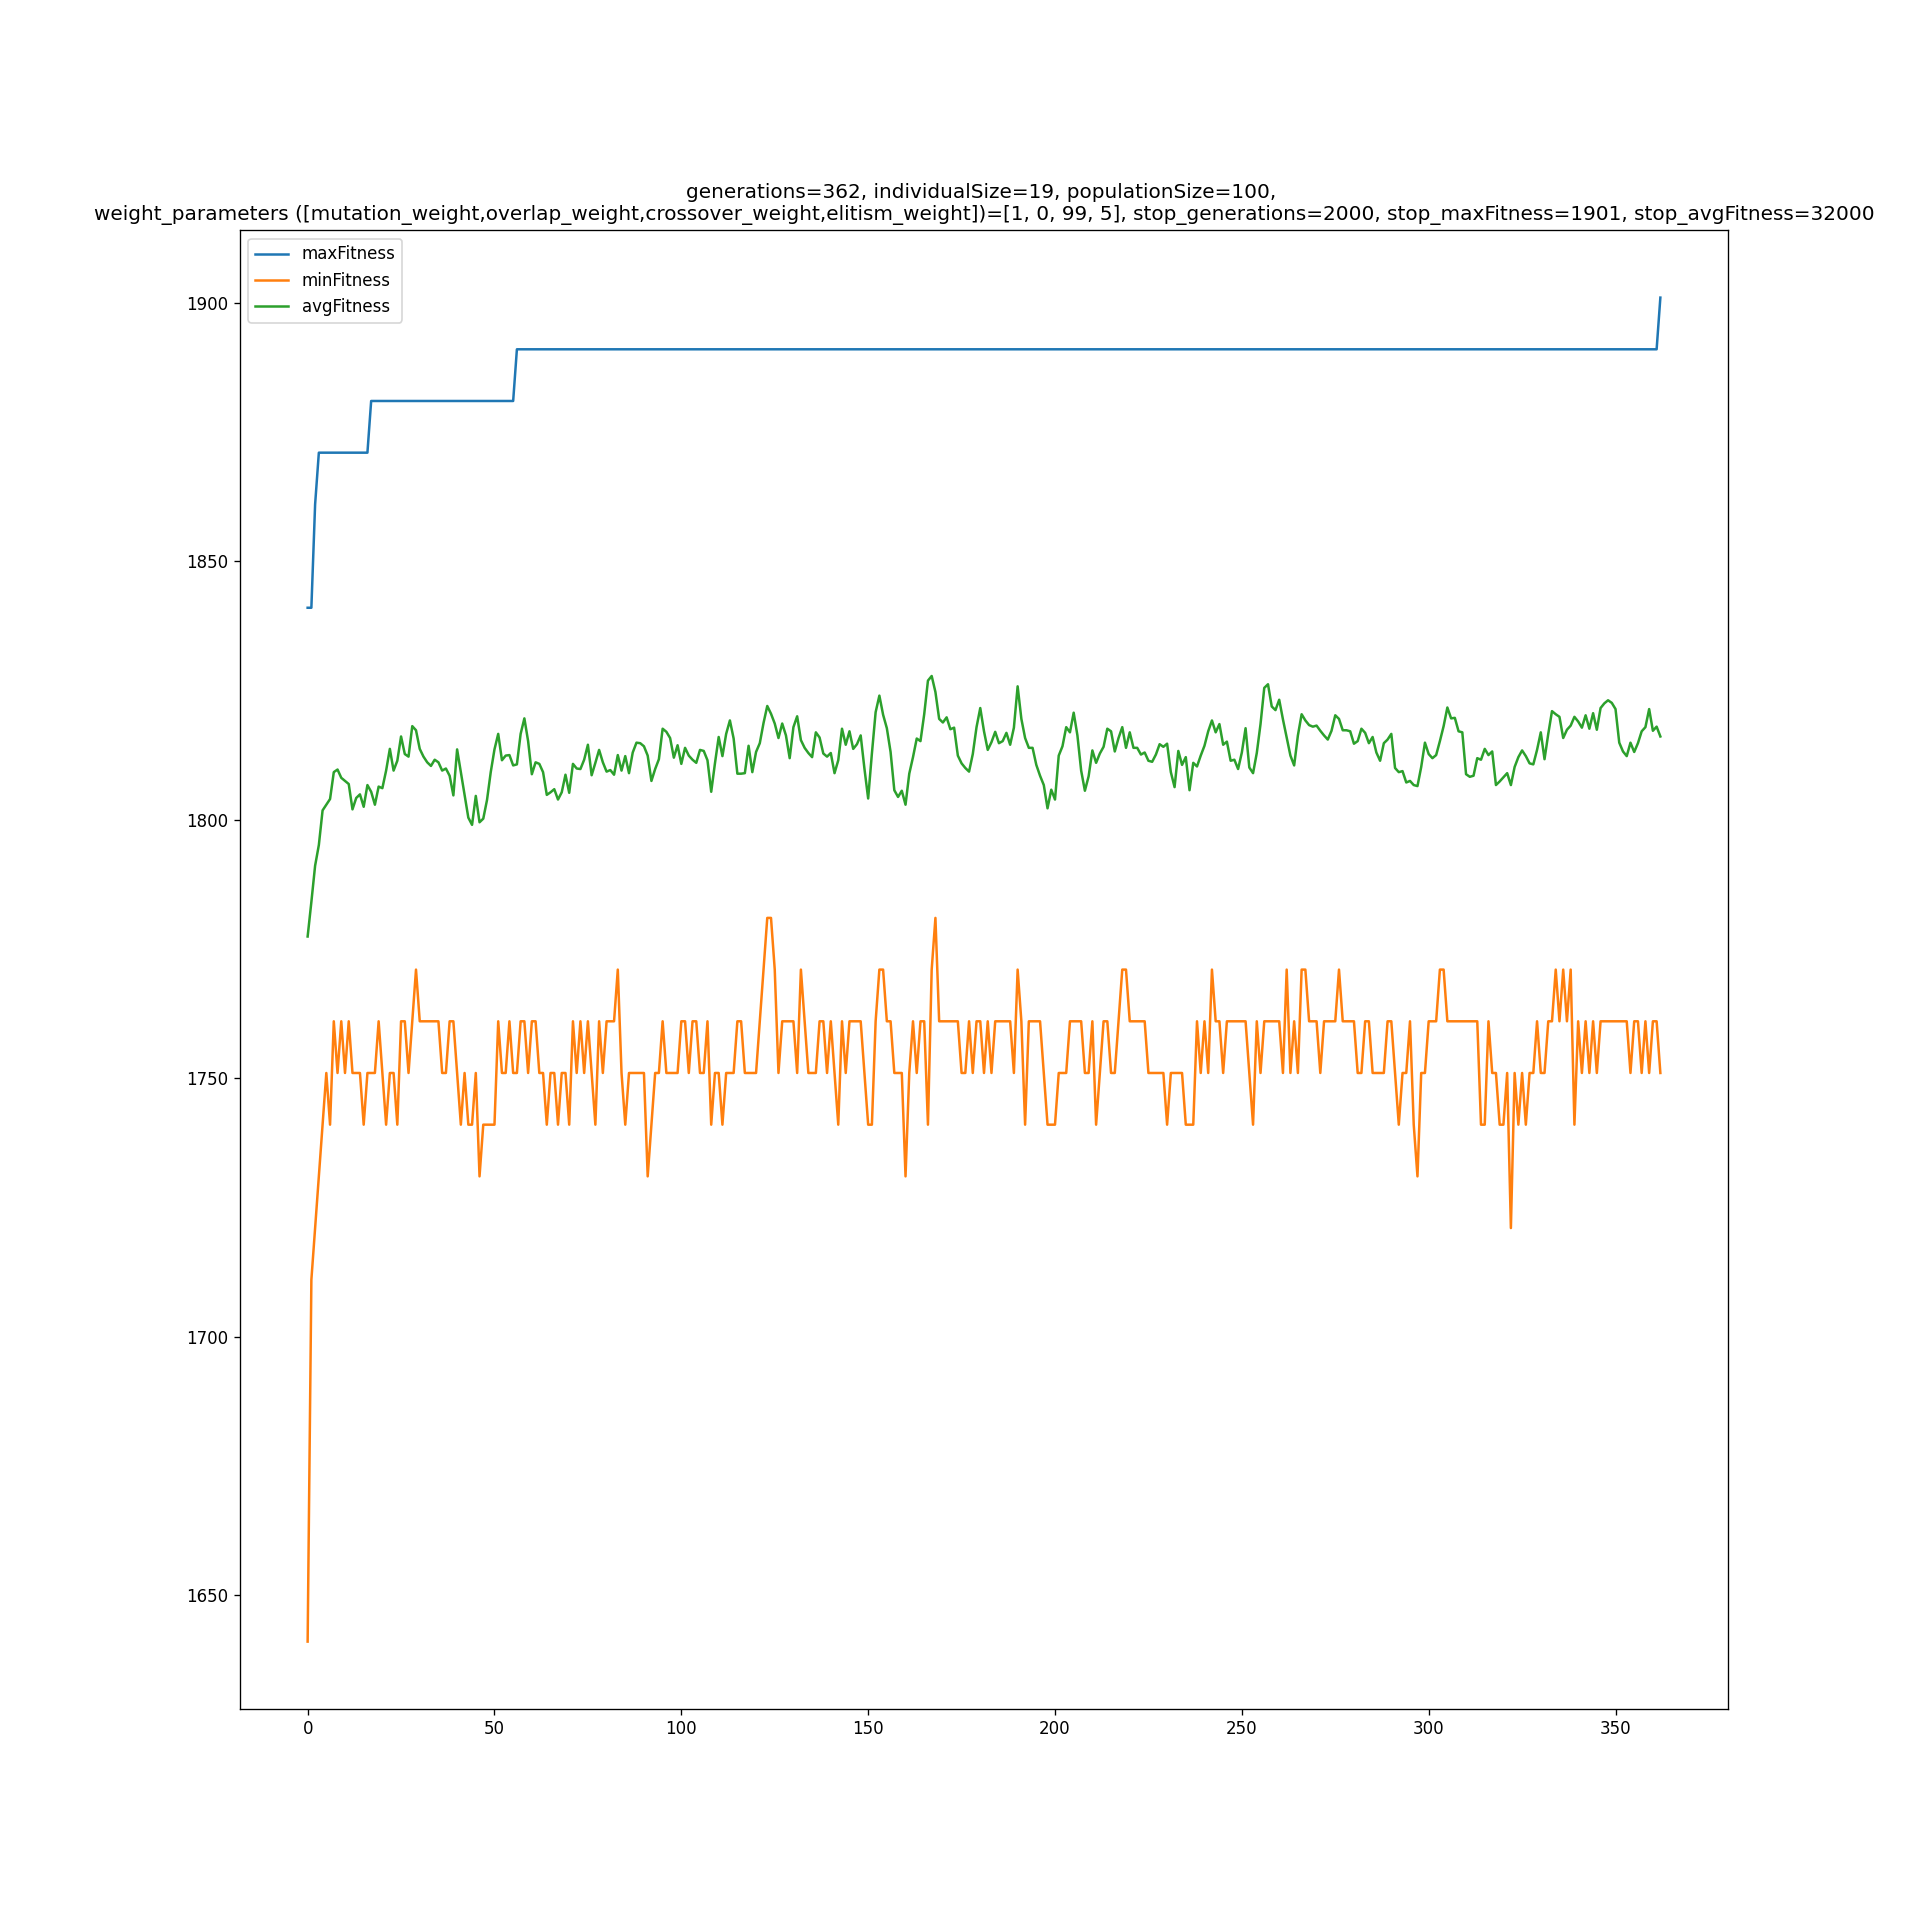 generations=362, individualSize=19, populationSize=100,
weight_parameters ([mutation_weight,overlap_weight,crossover_weight,elitism_weight])=[1, 0, 99, 5], stop_generations=2000, stop_maxFitness=1901, stop_avgFitness=32000
maxFitness
minFitness
avgFitness
1900
1850
1800
1750
1700
1650
0 50 100 150 200 250 300 350